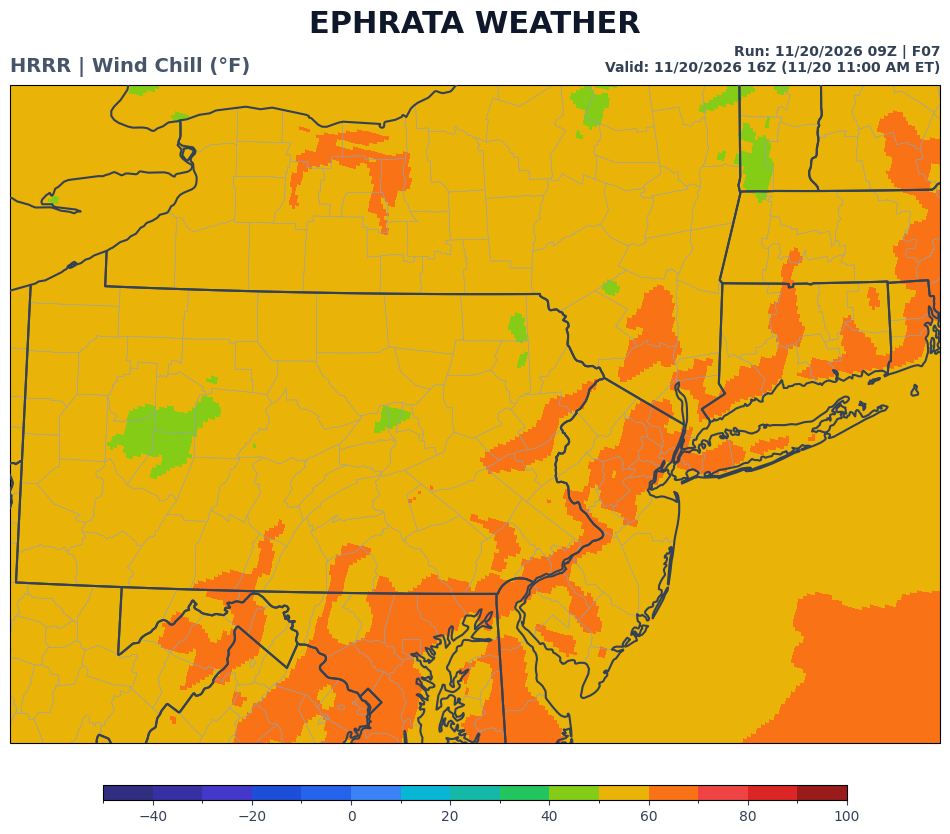 EPHRATA WEATHER
HRRR | Wind Chill (°F)
Run: 11/20/2026 09Z | F07
Valid: 11/20/2026 16Z (11/20 11:00 AM ET)
−40 −20 0 20 40 60 80 100